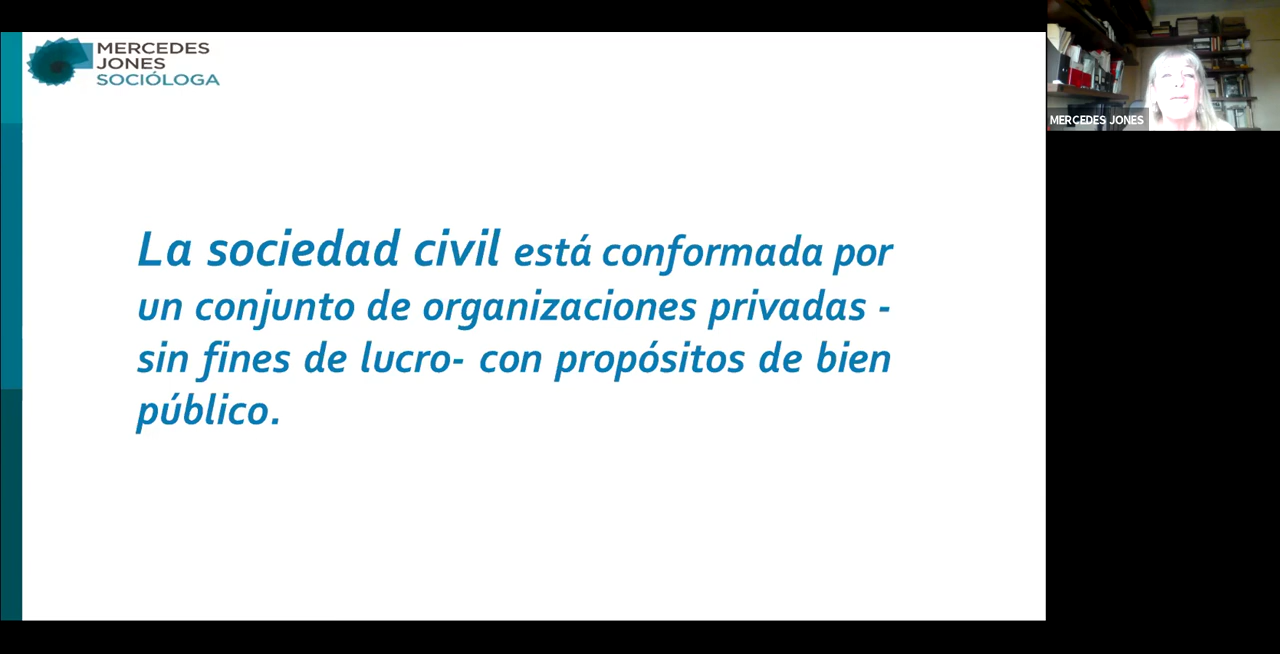 MERCEDES
JONES
SOCIÓLOGA
MERCEDES JONES
La sociedad civil está conformada por
un conjunto de organizaciones privadas -
sin fines de lucro- con propósitos de bien
público.